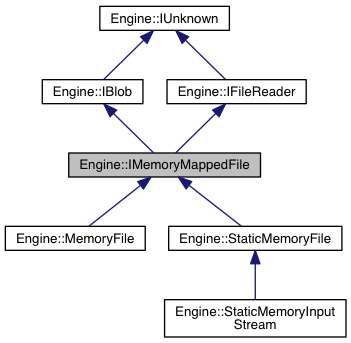 Engine::IUnknown
Engine::IBlob
Engine::IFileReader
Engine::IMemoryMappedFile
Engine::MemoryFile
Engine::StaticMemoryFile
Engine::StaticMemoryInput
Stream